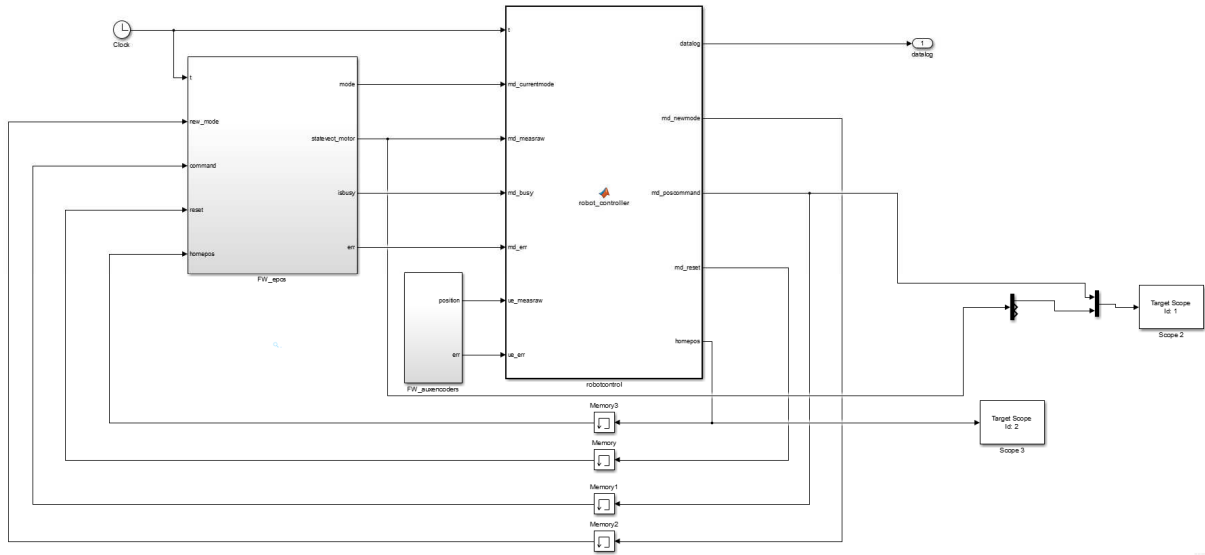 Clock
t
new_mode
command
reset
homepos
mode
statevect_motor
isbusy
err
FW_epos
position
err
FW_auxencoders
t
md_currentmode
md_measraw
md_busy
md_err
ue_measraw
ue_err
robot_controller
datalog
md_newmode
md_poscommand
md_reset
homepos
robotcontrol
1
datalog
Target Scope
Id: 1
Scope 2
Target Scope
Id: 2
Scope 3
Memory3
Memory
Memory1
Memory2